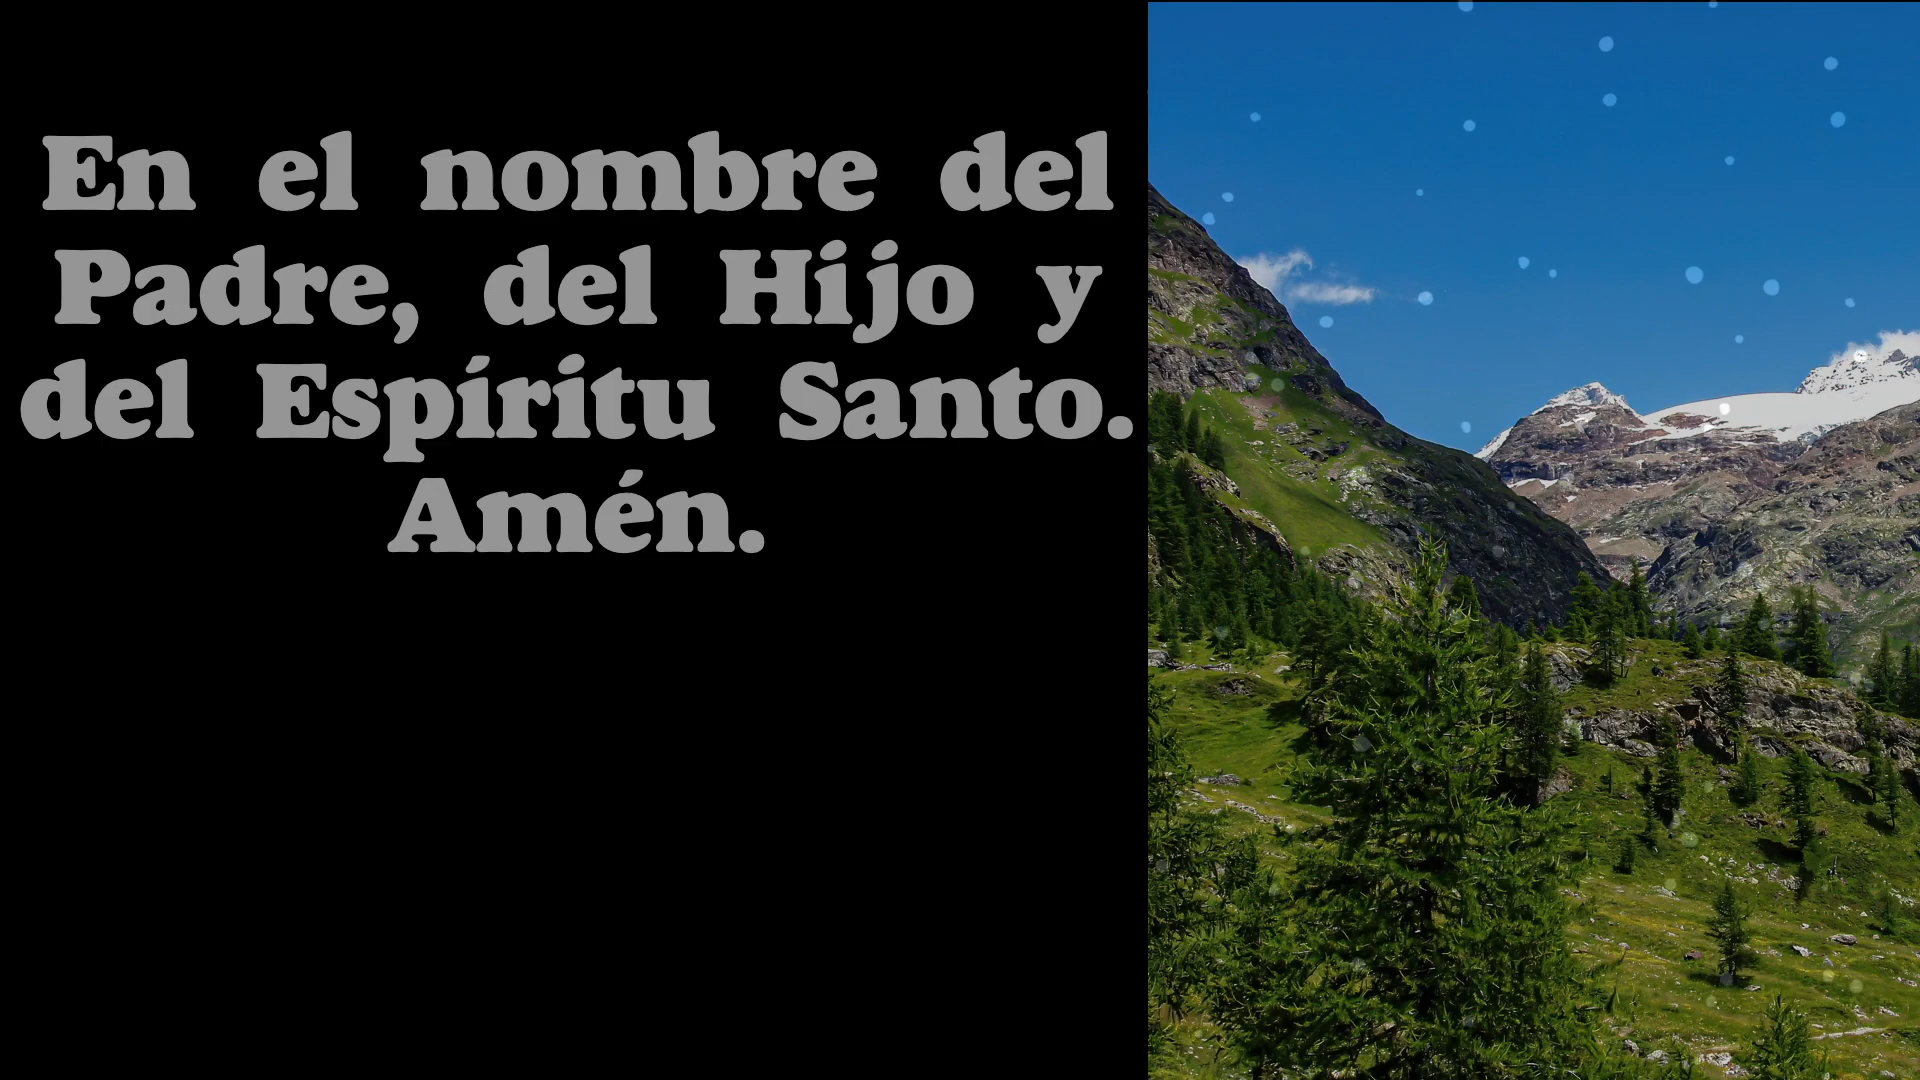 En el nombre del
Padre, del Hijo y
del Espíritu Santo.
Amén.